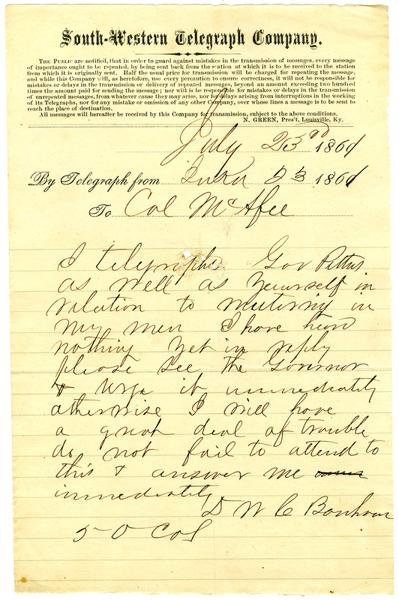 South-Western Telegraph Company.
THE PUBLIC are notified, that in order to guard against mistakes in the transmission of messages, every message
of importance ought to be repeated, by being sent back from the station at which it is to be received to the station
from which it is originally sent. Half the usual price for transmission will be charged for repeating the message,
and while this Company will, as heretofore, use every precaution to ensure correctness, it will not be responsible for
mistakes or delays in the transmission or delivery of repeated messages, beyond an amount exceeding two hundred
times the amount paid for sending the message; nor will it be responsible for mistakes or delays in the transmission
of unrepeated messages, from whatever cause they may arise, nor for delays arising from interruptions in the working
of its Telegraphs, nor for any mistake or omission of any other Company, over whose lines a message is to be sent to
reach the place of destination.
All messages will hereafter be received by this Company for transmission, subject to the above conditions.
N. GREEN, Pres't, Louisville, Ky.
July 23rd 1861
By Telegraph from Iuka 23 1861
To Col McAfee
I telegraphe Gov Pettus
as well as yourself in
relation to mustering in
my men I have heard
nothing yet in reply
please see the Governor
& urge it immediately
otherwise I will have
a great deal of trouble
do not fail to attend to
this & answer me
immediately
D W C Bonham
50 Col